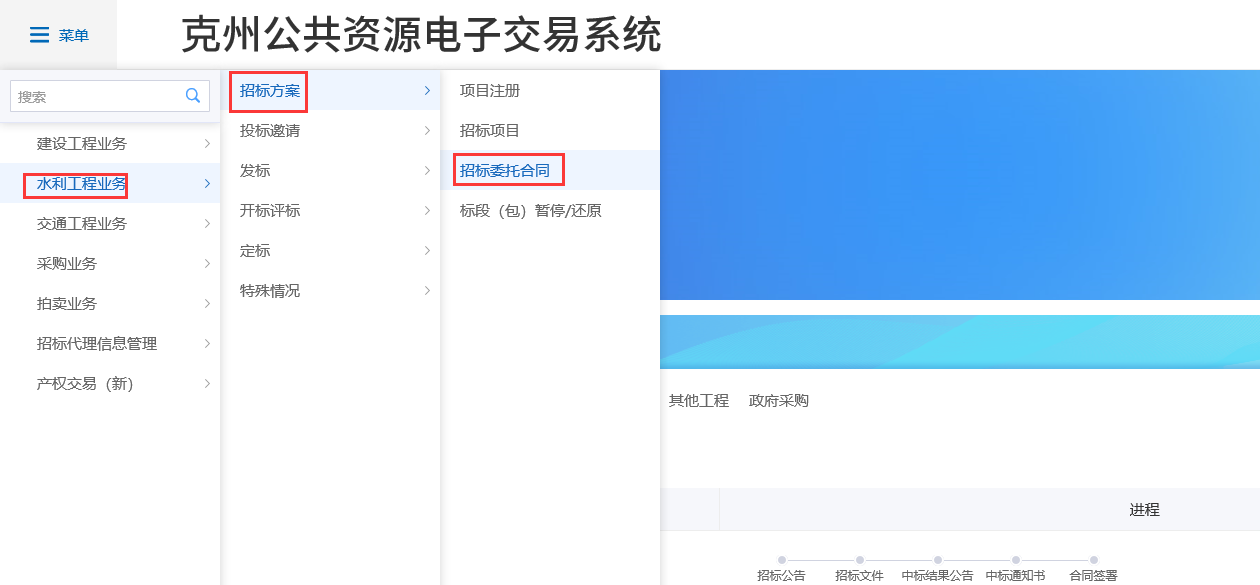 菜单
克州公共资源电子交易系统
搜索
建设工程业务
水利工程业务
交通工程业务
采购业务
拍卖业务
招标代理信息管理
产权交易（新）
招标方案
投标邀请
发标
开标评标
定标
特殊情况
项目注册
招标项目
招标委托合同
标段（包）暂停/还原
其他工程 政府采购
进程
招标公告 招标文件 中标结果公告 中标通知书 合同签署